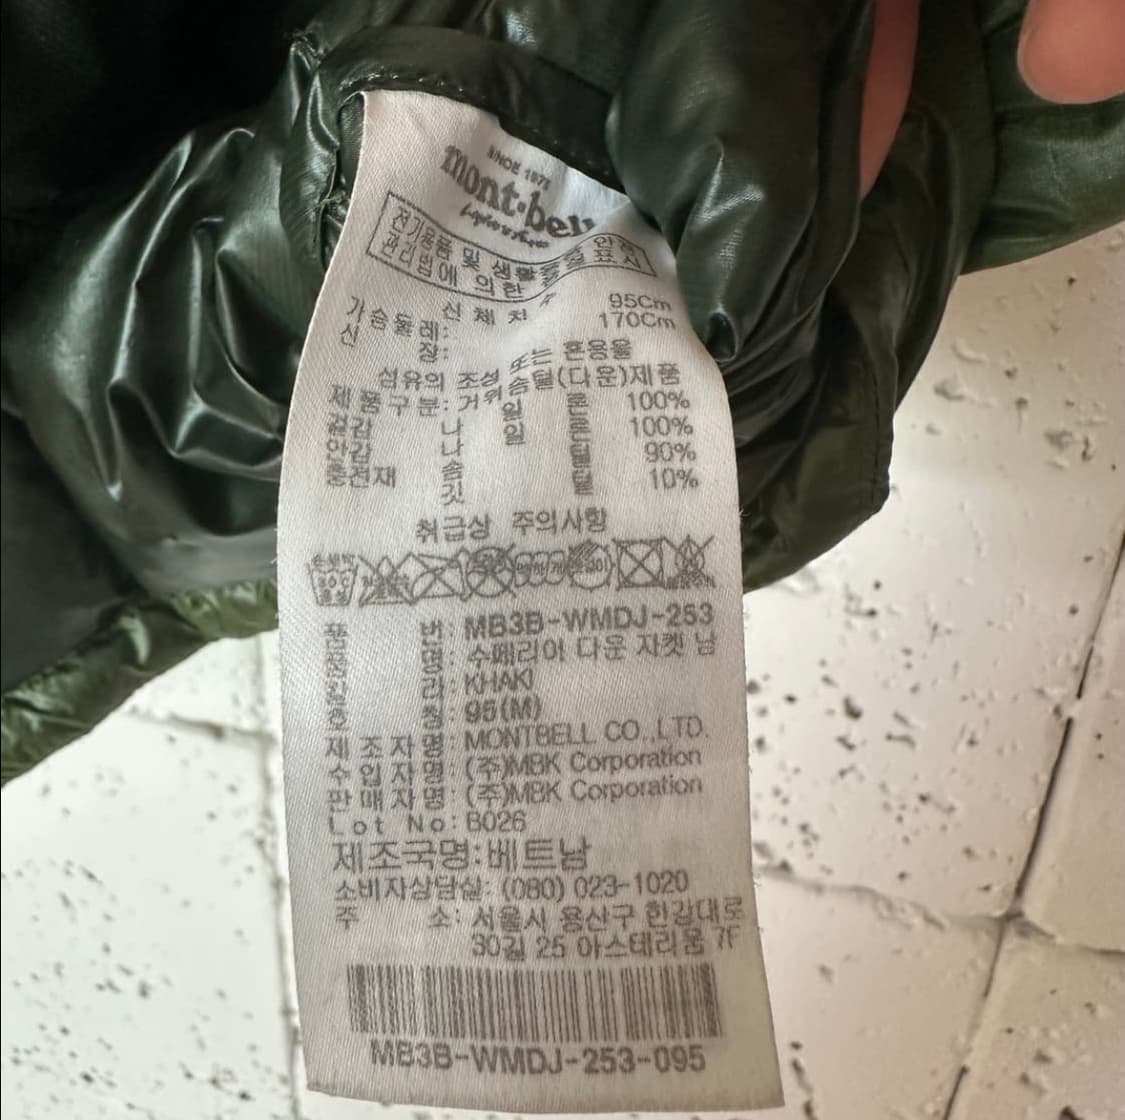 SINCE 1975
mont·bell
전기용품 및 생활용품 안전
관리법에 의한 품질표시
신체치수
가슴둘레: 95Cm
신 장: 170Cm
섬유의 조성 또는 혼용율
제품구분: 거위솜털(다운)제품
겉감 나일론 100%
안감 나일론 100%
충전재 솜털 90%
깃털 10%
취급상 주의사항
품 번: MB3B-WMDJ-253
품 명: 수페리어 다운 자켓 남
컬 러: KHAKI
호 칭: 95(M)
제조자명: MONTBELL CO.,LTD.
수입자명: (주)MBK Corporation
판매자명: (주)MBK Corporation
Lot No: B026
제조국명: 베트남
소비자상담실: (080) 023-1020
주 소: 서울시 용산구 한강대로
30길 25 아스테리움 7F
MB3B-WMDJ-253-095